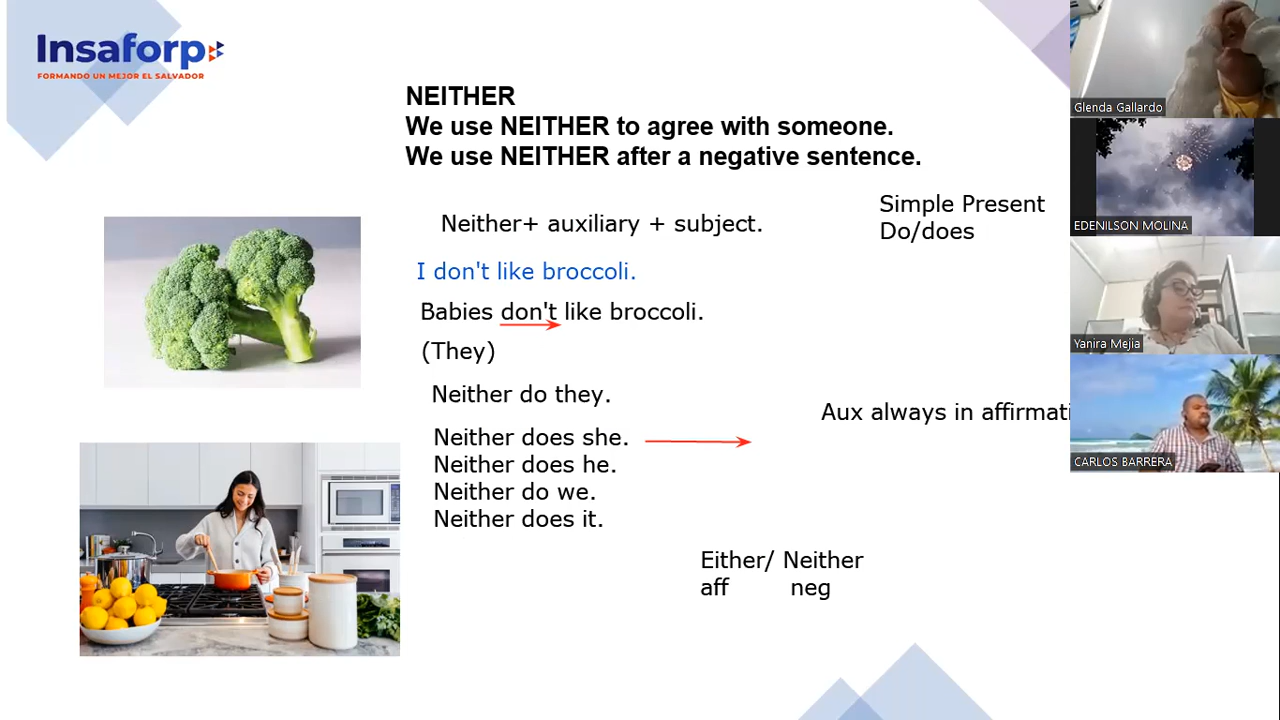 Insaforp
FORMANDO UN MEJOR EL SALVADOR
NEITHER
We use NEITHER to agree with someone.
We use NEITHER after a negative sentence.
Neither+ auxiliary + subject.
Simple Present
Do/does
I don't like broccoli.
Babies don't like broccoli.
(They)
Neither do they.
Neither does she.
Neither does he.
Neither do we.
Neither does it.
Aux always in affirmati
Either/ Neither
aff neg
Glenda Gallardo
EDENILSON MOLINA
Yanira Mejia
CARLOS BARRERA